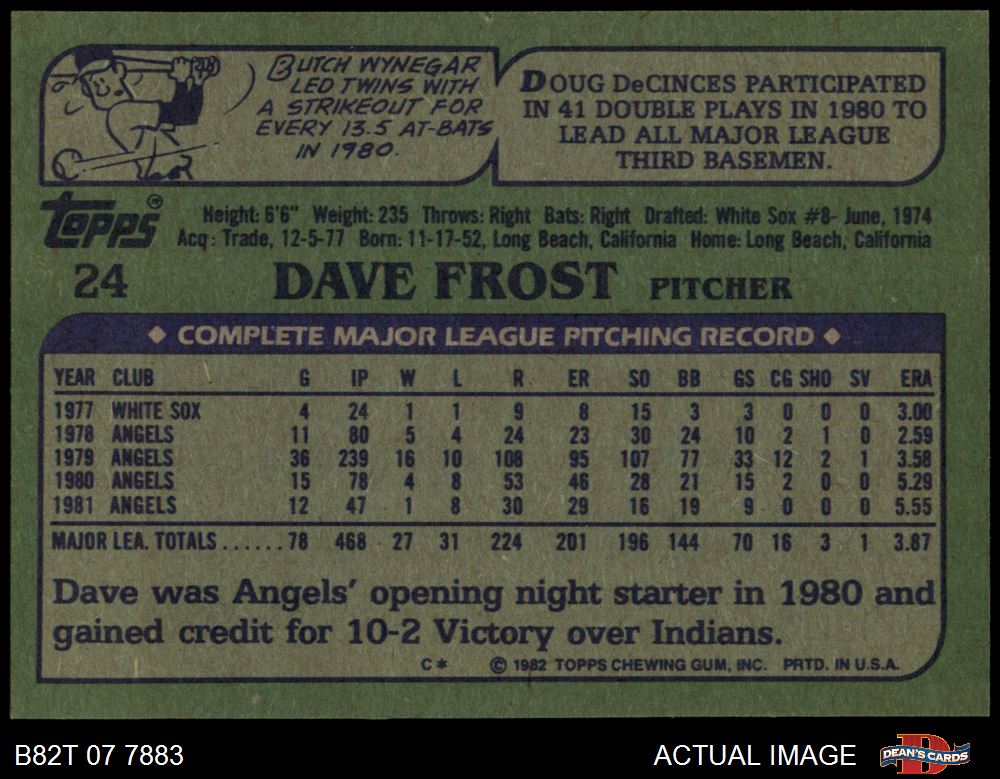 BUTCH WYNEGAR
LED TWINS WITH
A STRIKEOUT FOR
EVERY 13.5 AT-BATS
IN 1980.
DOUG DeCINCES PARTICIPATED
IN 41 DOUBLE PLAYS IN 1980 TO
LEAD ALL MAJOR LEAGUE
THIRD BASEMEN.
TOPPS®
Height: 6'6" Weight: 235 Throws: Right Bats: Right Drafted: White Sox #8- June, 1974
Acq: Trade, 12-5-77 Born: 11-17-52, Long Beach, California Home: Long Beach, California
24 DAVE FROST PITCHER
◆ COMPLETE MAJOR LEAGUE PITCHING RECORD ◆
YEAR CLUB G IP W L R ER SO BB GS CG SHO SV ERA
1977 WHITE SOX 4 24 1 1 9 8 15 3 3 0 0 0 3.00
1978 ANGELS 11 80 5 4 24 23 30 24 10 2 1 0 2.59
1979 ANGELS 36 239 16 10 108 95 107 77 33 12 2 1 3.58
1980 ANGELS 15 78 4 8 53 46 28 21 15 2 0 0 5.29
1981 ANGELS 12 47 1 8 30 29 16 19 9 0 0 0 5.55
MAJOR LEA. TOTALS ...... 78 468 27 31 224 201 196 144 70 16 3 1 3.87
Dave was Angels' opening night starter in 1980 and
gained credit for 10-2 Victory over Indians.
C* © 1982 TOPPS CHEWING GUM, INC. PRTD. IN U.S.A.
B82T 07 7883 ACTUAL IMAGE DEAN'S CARDS